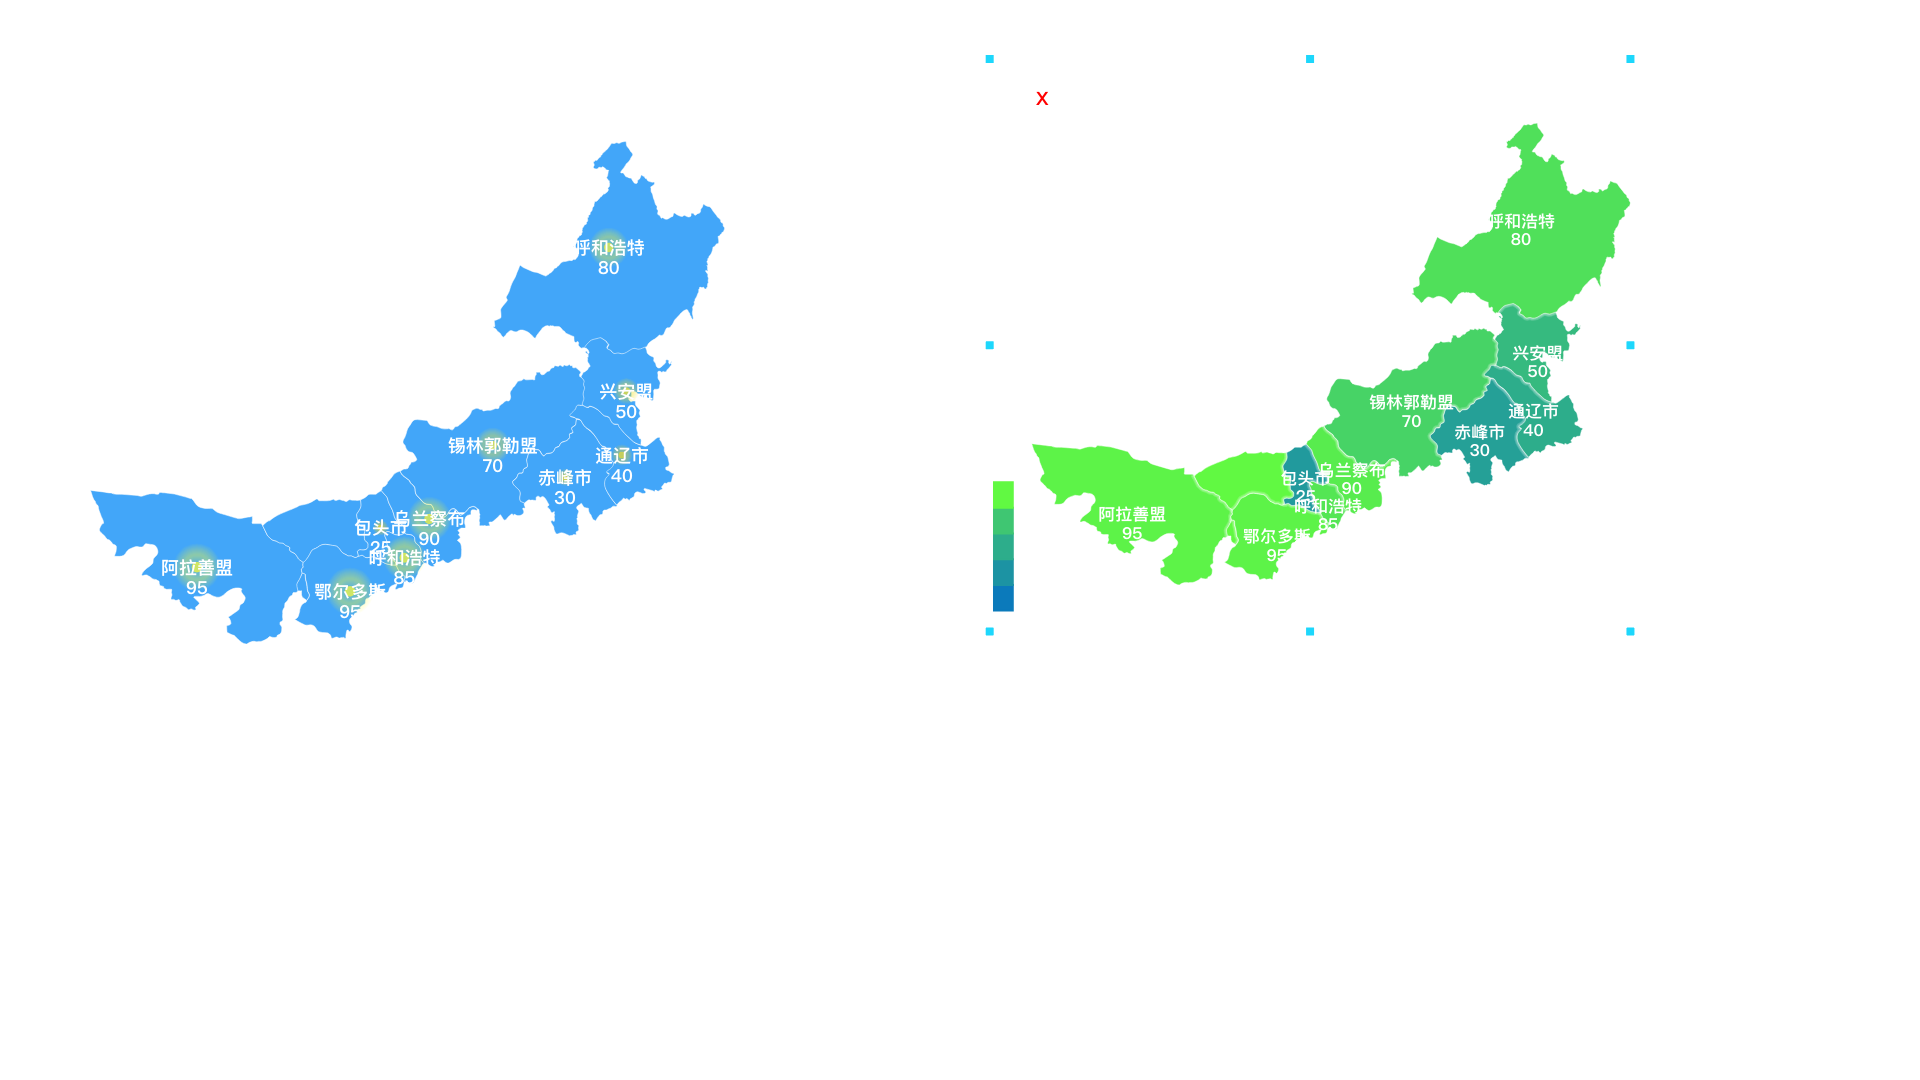 呼和浩特
80
兴安盟
50
锡林郭勒盟
70
通辽市
40
赤峰市
30
乌兰察布
90
包头市
25
呼和浩特
85
阿拉善盟
95
鄂尔多斯
95
X
呼和浩特
80
兴安盟
50
锡林郭勒盟
70
通辽市
40
赤峰市
30
乌兰察布
90
包头市
25
呼和浩特
85
阿拉善盟
95
鄂尔多斯
95